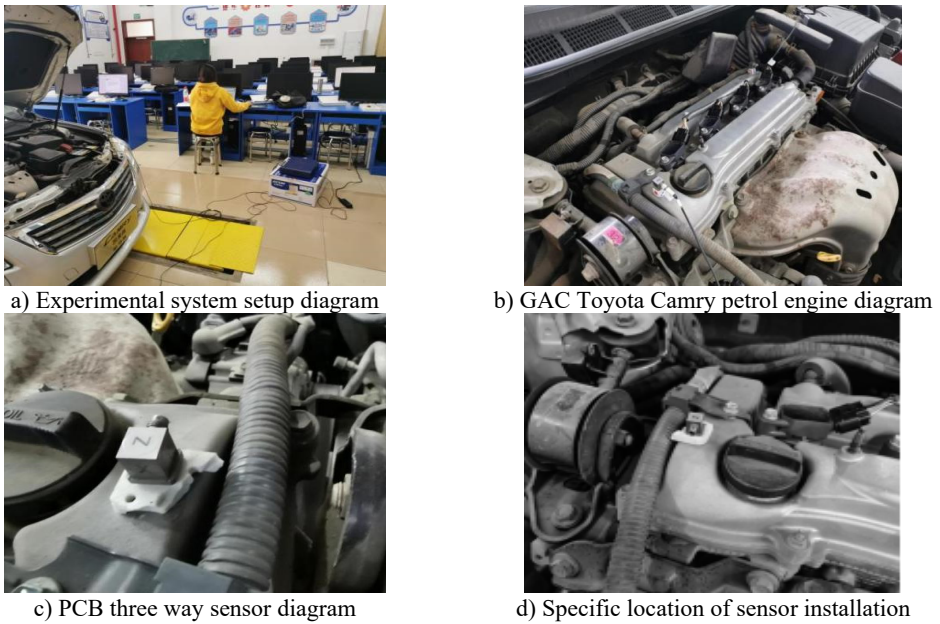 a) Experimental system setup diagram
b) GAC Toyota Camry petrol engine diagram
Z
c) PCB three way sensor diagram
d) Specific location of sensor installation